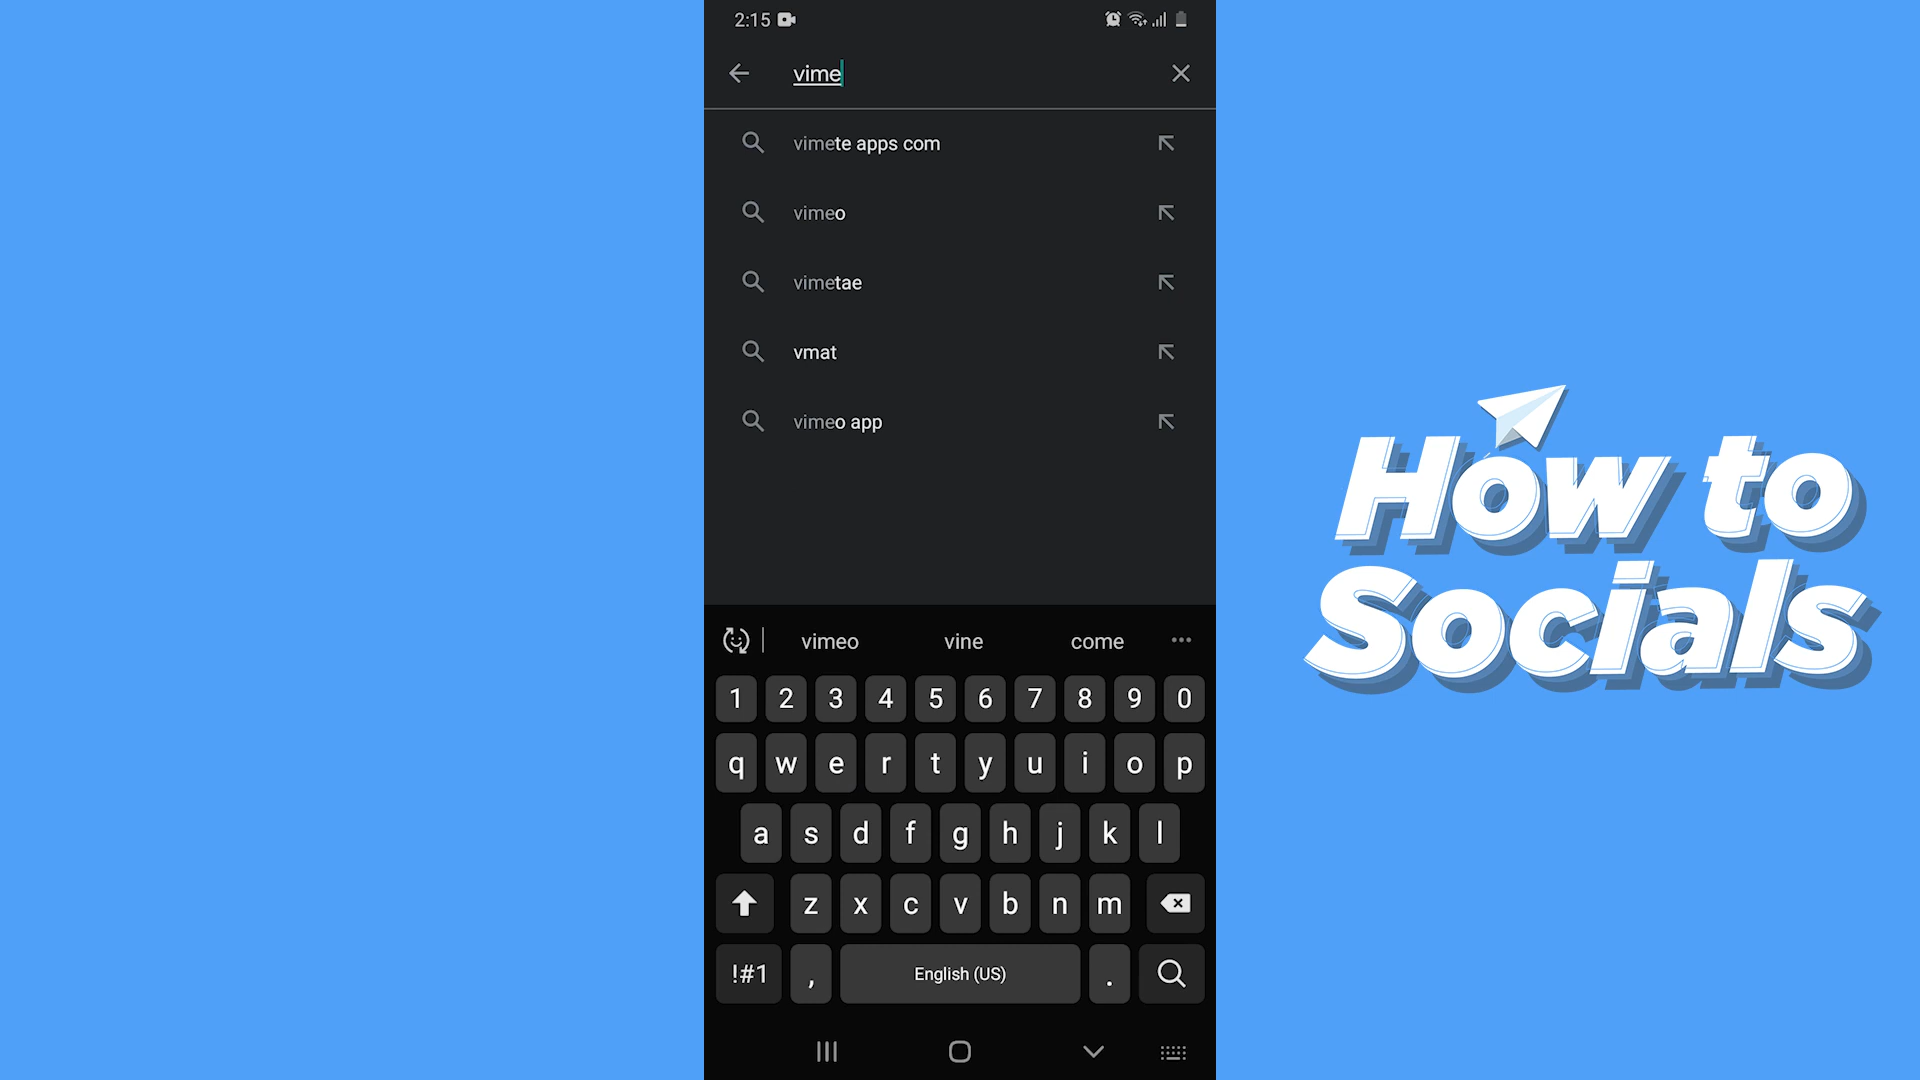 2:15
vime
vimete apps com
vimeo
vimetae
vmat
vimeo app
vimeo vine come
1 2 3 4 5 6 7 8 9 0
q w e r t y u i o p
a s d f g h j k l
z x c v b n m
!#1 , English (US) .
How to
Socials